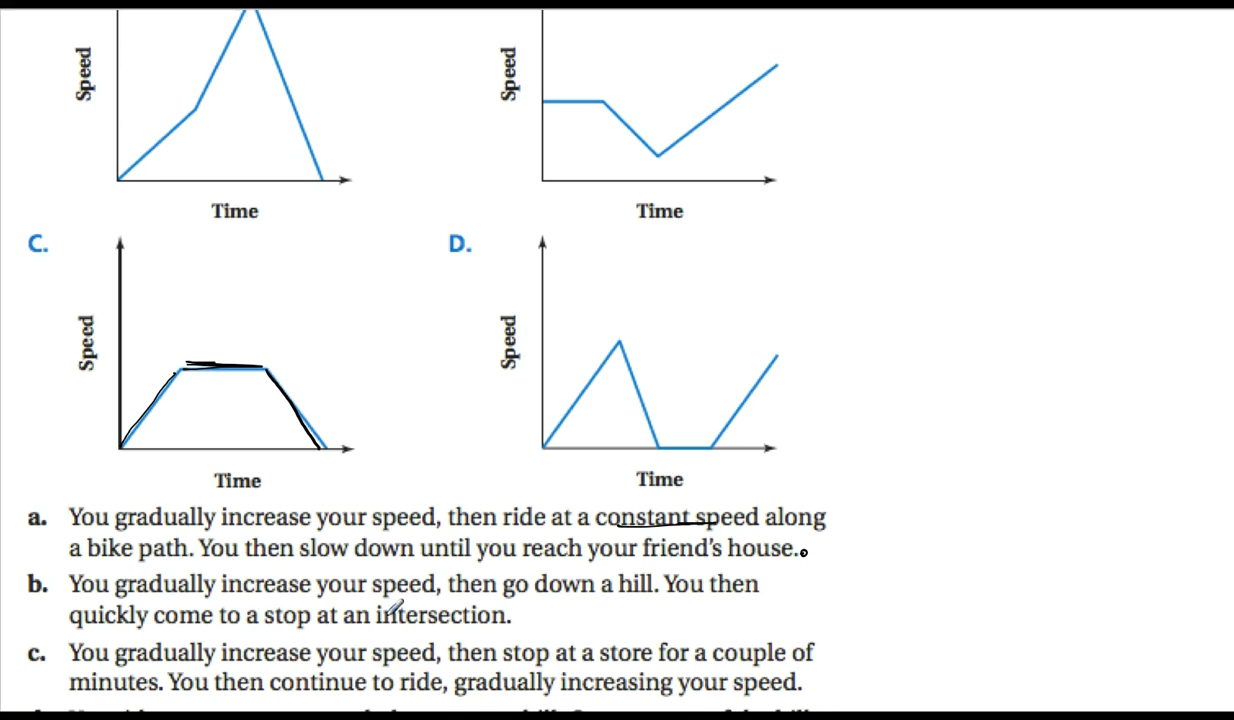 Speed
Speed
Time
Time
C.
D.
Speed
Speed
Time
Time
a. You gradually increase your speed, then ride at a constant speed along
a bike path. You then slow down until you reach your friend's house.
b. You gradually increase your speed, then go down a hill. You then
quickly come to a stop at an intersection.
c. You gradually increase your speed, then stop at a store for a couple of
minutes. You then continue to ride, gradually increasing your speed.